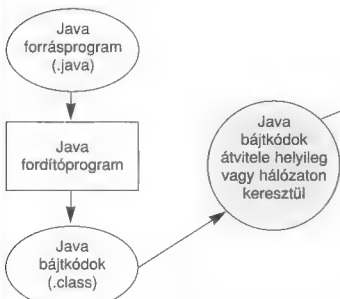 Java
forrásprogram
(.java)
Java
fordítóprogram
Java
bájtkódok
(.class)
Java
bájtkódok
átvitele helyileg
vagy hálózaton
keresztül